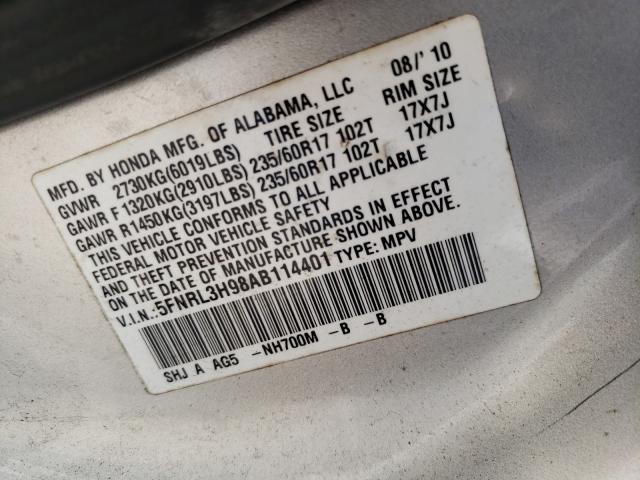 MFD. BY HONDA MFG. OF ALABAMA, LLC 08/'10
GVWR 2730KG(6019LBS) TIRE SIZE RIM SIZE
GAWR F 1320KG(2910LBS) 235/60R17 102T 17X7J
GAWR R 1450KG(3197LBS) 235/60R17 102T 17X7J
THIS VEHICLE CONFORMS TO ALL APPLICABLE
FEDERAL MOTOR VEHICLE SAFETY
AND THEFT PREVENTION STANDARDS IN EFFECT
ON THE DATE OF MANUFACTURE SHOWN ABOVE.
V.I.N.: 5FNRL3H98AB114401 TYPE: MPV
SHJ A AG5 -NH700M -B -B